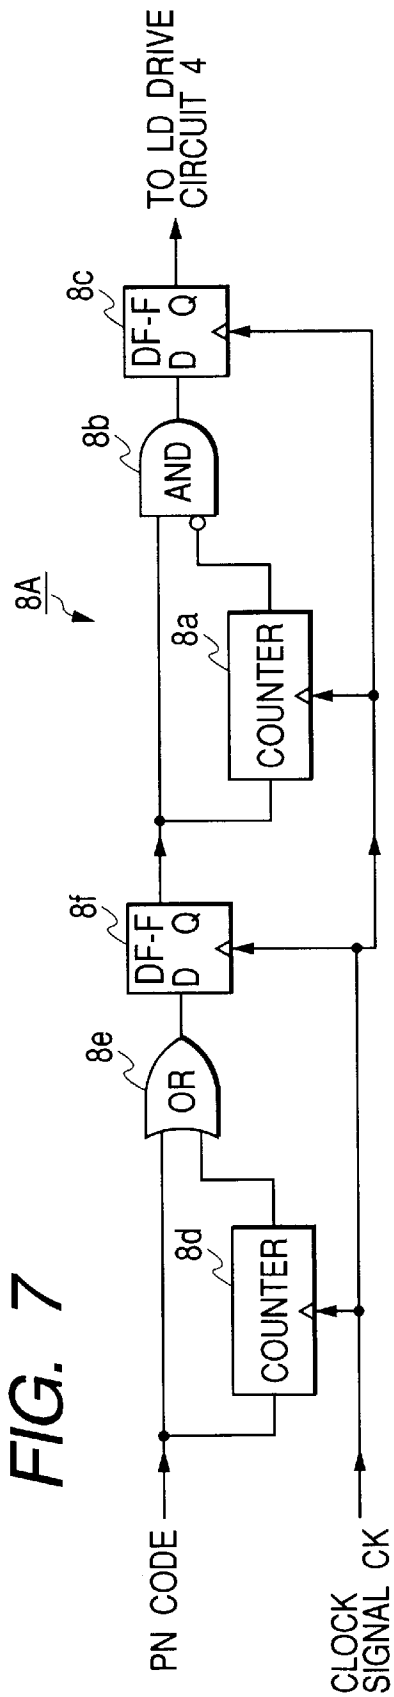 FIG. 7
8A
PN CODE
8d
COUNTER
8e
OR
8f
DF-F
D Q
8a
COUNTER
8b
AND
8c
DF-F
D Q
TO LD DRIVE
CIRCUIT 4
CLOCK
SIGNAL CK